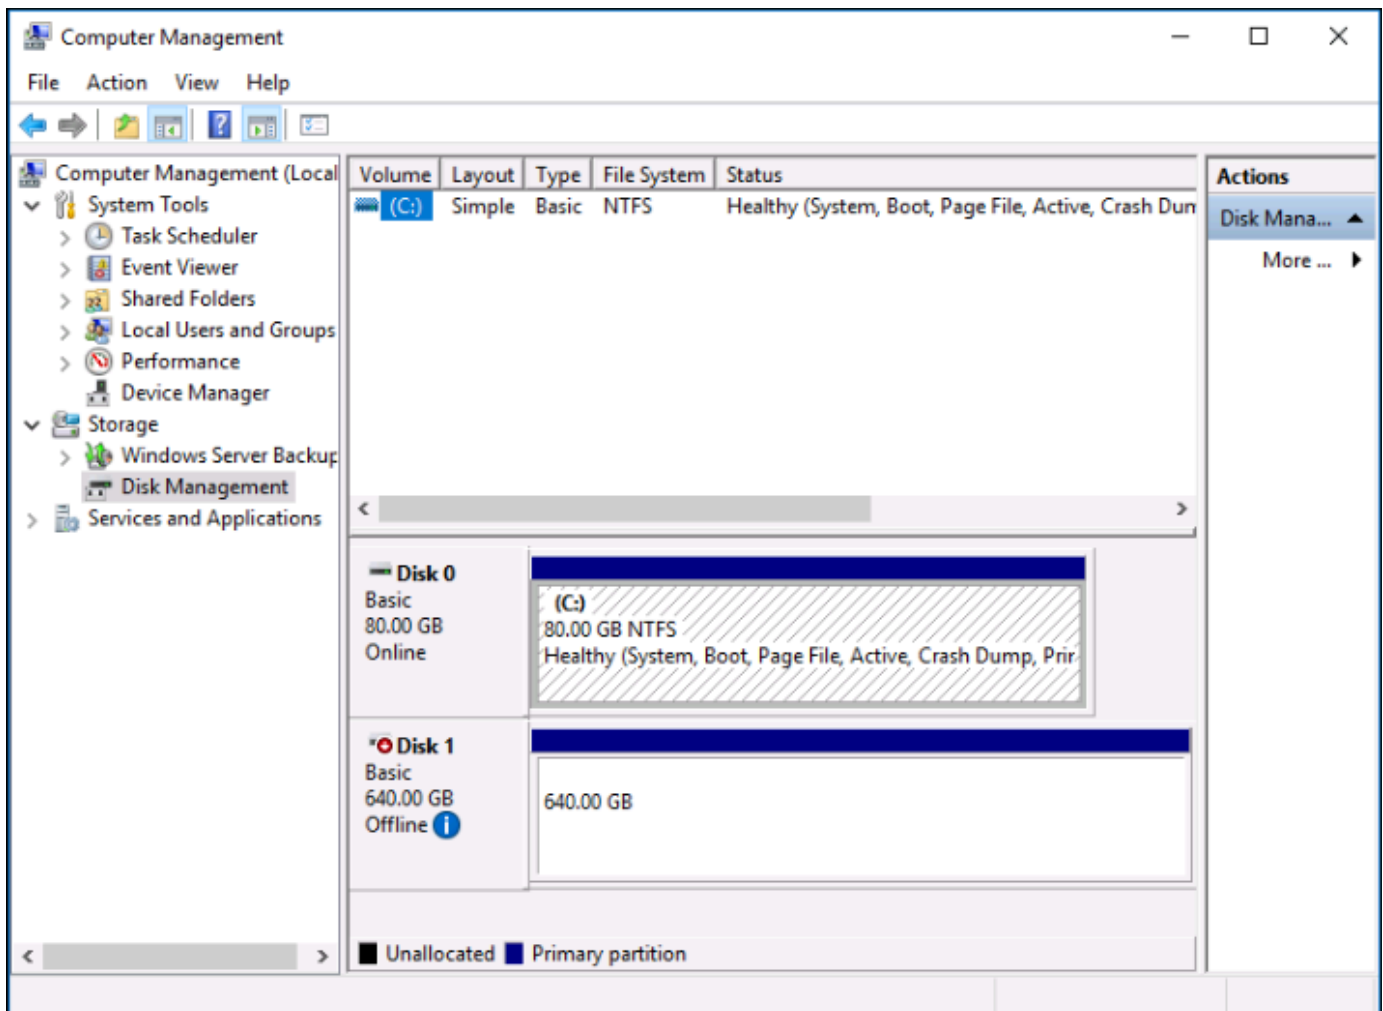 Computer Management
File Action View Help
Computer Management (Local
System Tools
Task Scheduler
Event Viewer
Shared Folders
Local Users and Groups
Performance
Device Manager
Storage
Windows Server Backup
Disk Management
Services and Applications
Volume Layout Type File System Status
(C:) Simple Basic NTFS Healthy (System, Boot, Page File, Active, Crash Dum
Disk 0
Basic
80.00 GB
Online
(C:)
80.00 GB NTFS
Healthy (System, Boot, Page File, Active, Crash Dump, Prir
Disk 1
Basic
640.00 GB
Offline
640.00 GB
Unallocated Primary partition
Actions
Disk Mana...
More ...